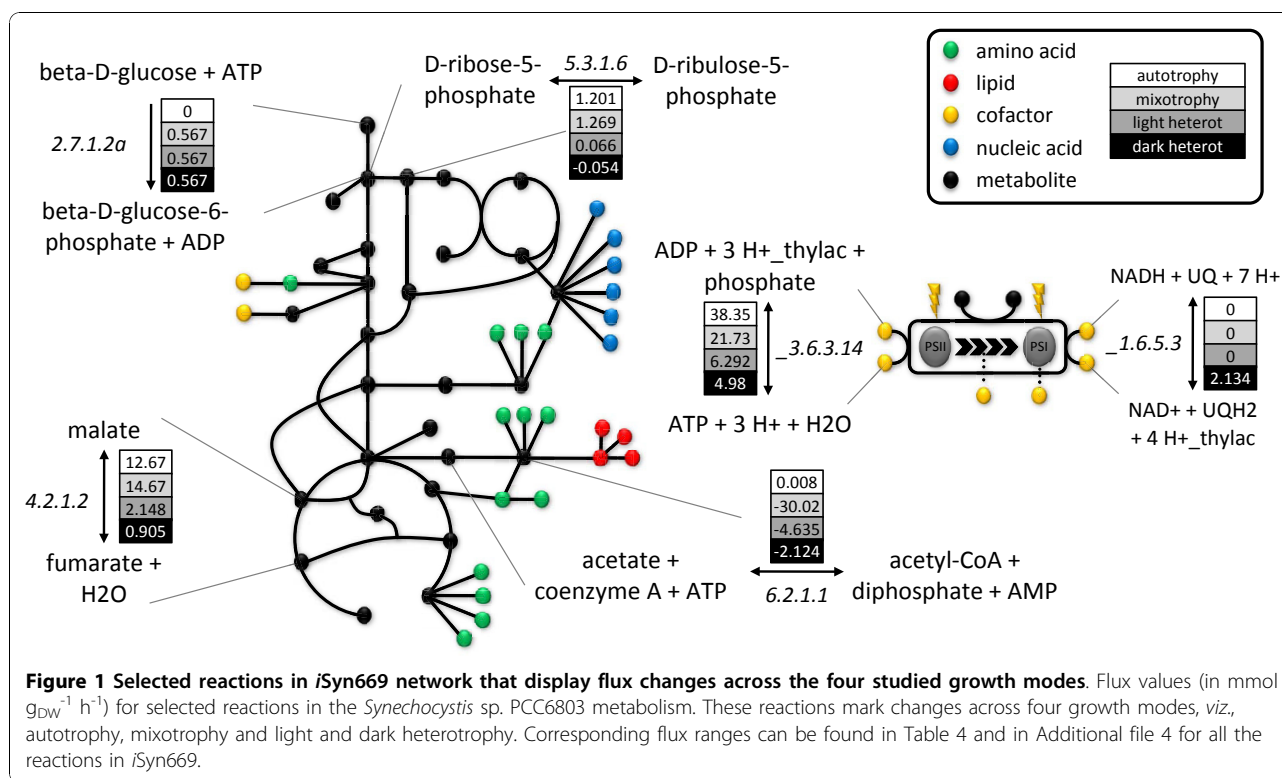 beta-D-glucose + ATP
2.7.1.2a
0
0.567
0.567
0.567
beta-D-glucose-6-
phosphate + ADP
D-ribose-5-
phosphate
5.3.1.6
D-ribulose-5-
phosphate
1.201
1.269
0.066
-0.054
amino acid
lipid
cofactor
nucleic acid
metabolite
autotrophy
mixotrophy
light heterot
dark heterot
ADP + 3 H+_thylac +
phosphate
38.35
21.73
6.292
4.98
_3.6.3.14
ATP + 3 H+ + H2O
PSII
PSI
NADH + UQ + 7 H+
_1.6.5.3
0
0
0
2.134
NAD+ + UQH2
+ 4 H+_thylac
malate
4.2.1.2
12.67
14.67
2.148
0.905
fumarate +
H2O
0.008
-30.02
-4.635
-2.124
acetate +
coenzyme A + ATP
6.2.1.1
acetyl-CoA +
diphosphate + AMP
Figure 1 Selected reactions in iSyn669 network that display flux changes across the four studied growth modes. Flux values (in mmol
g_DW⁻¹ h⁻¹) for selected reactions in the Synechocystis sp. PCC6803 metabolism. These reactions mark changes across four growth modes, viz.,
autotrophy, mixotrophy and light and dark heterotrophy. Corresponding flux ranges can be found in Table 4 and in Additional file 4 for all the
reactions in iSyn669.